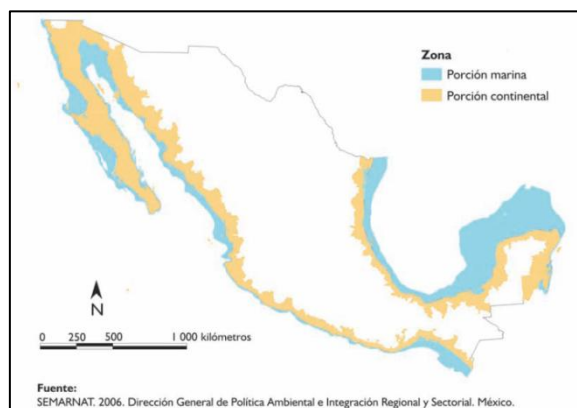 Zona
Porción marina
Porción continental
N
0 250 500 1 000 kilómetros
Fuente:
SEMARNAT. 2006. Dirección General de Política Ambiental e Integración Regional y Sectorial. México.